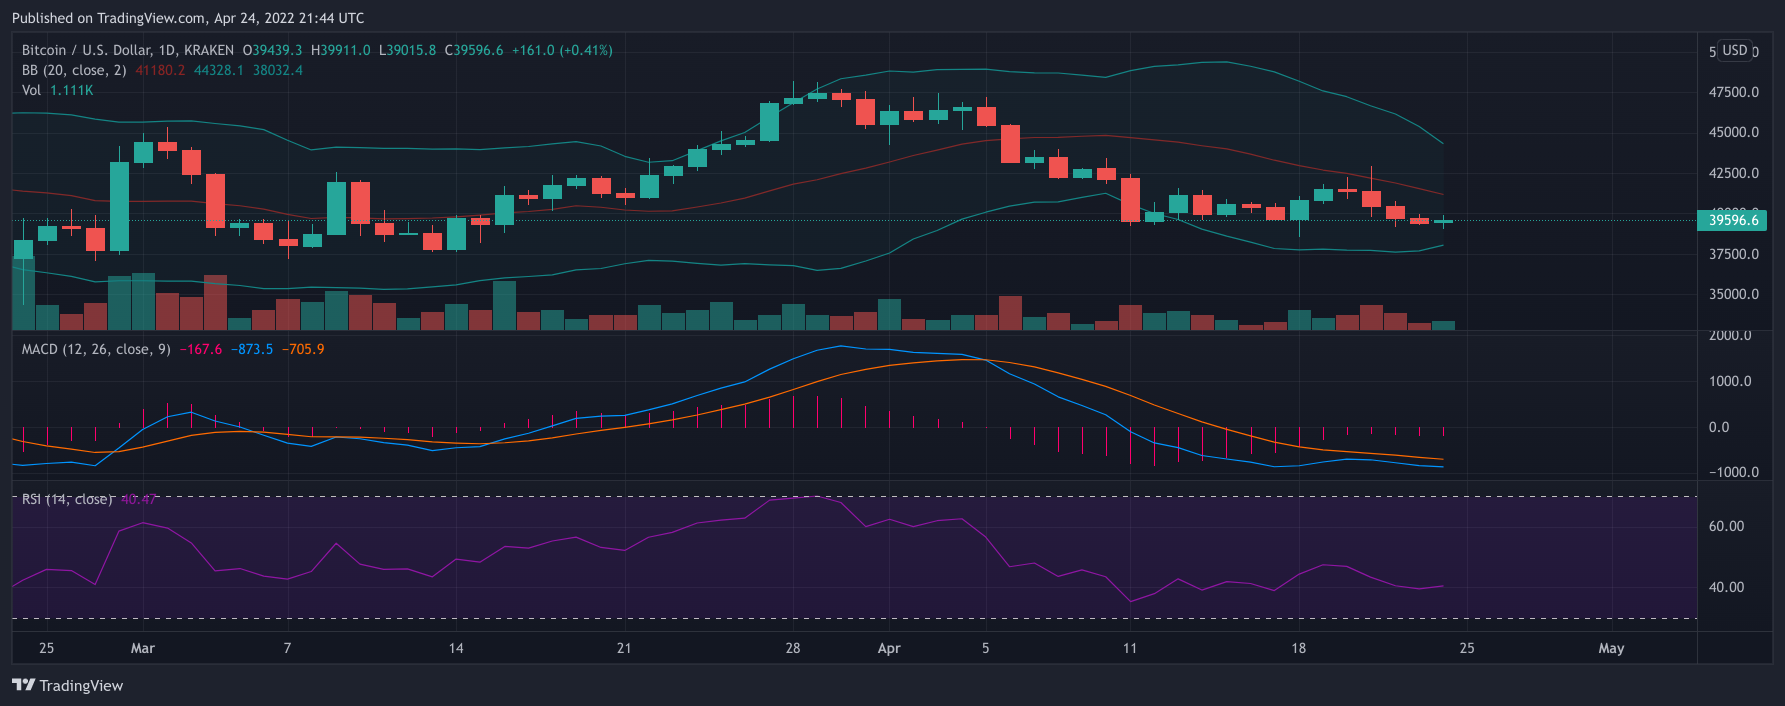 Published on TradingView.com, Apr 24, 2022 21:44 UTC
Bitcoin / U.S. Dollar, 1D, KRAKEN O39439.3 H39911.0 L39015.8 C39596.6 +161.0 (+0.41%)
BB (20, close, 2) 41180.2 44328.1 38032.4
Vol 1.111K
USD
47500.0
45000.0
42500.0
39596.6
37500.0
35000.0
MACD (12, 26, close, 9) −167.6 −873.5 −705.9
2000.0
1000.0
0.0
−1000.0
RSI (14, close) 40.47
60.00
40.00
25 Mar 7 14 21 28 Apr 5 11 18 25 May
TradingView